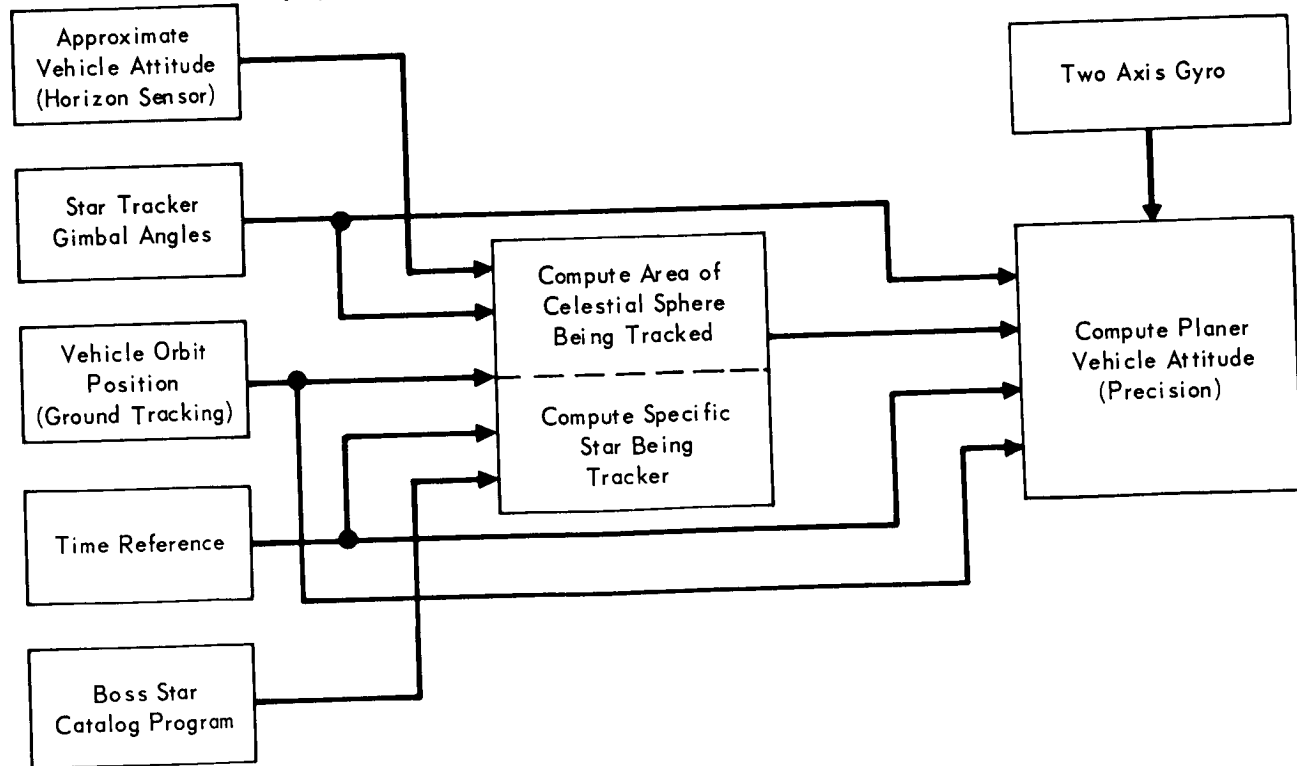 Approximate
Vehicle Attitude
(Horizon Sensor)
Two Axis Gyro
Star Tracker
Gimbal Angles
Compute Area of
Celestial Sphere
Being Tracked
Vehicle Orbit
Position
(Ground Tracking)
Compute Planer
Vehicle Attitude
(Precision)
Compute Specific
Star Being
Tracker
Time Reference
Boss Star
Catalog Program